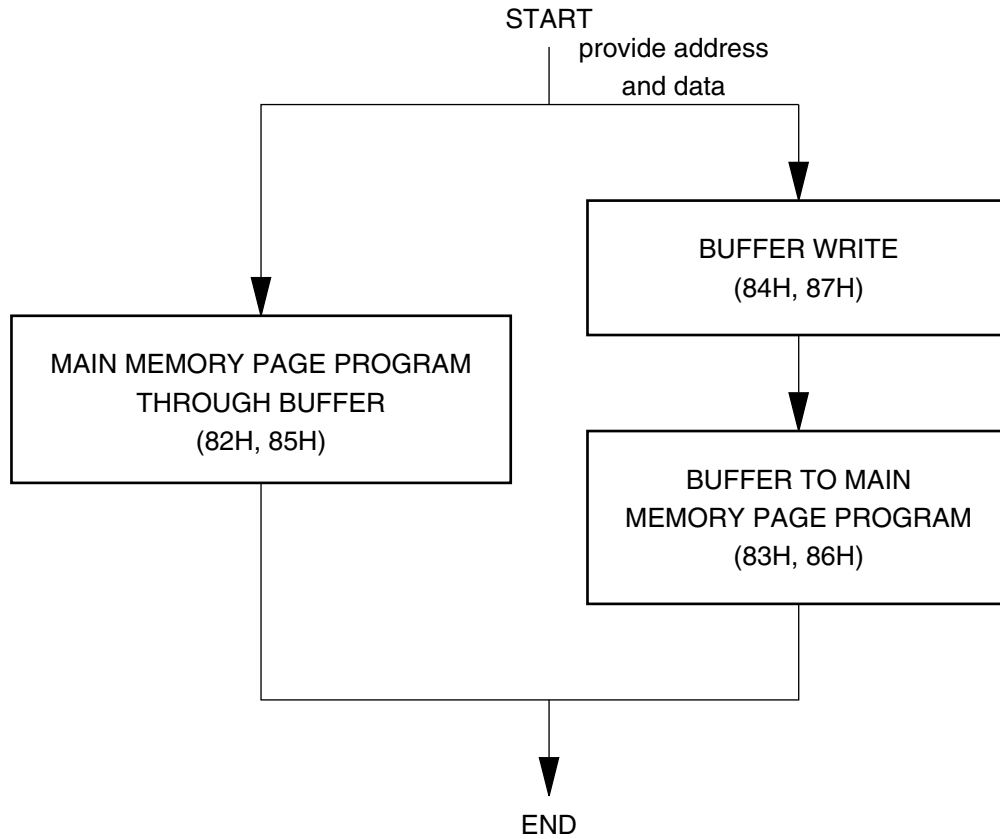 START
provide address
and data
BUFFER WRITE
(84H, 87H)
MAIN MEMORY PAGE PROGRAM
THROUGH BUFFER
(82H, 85H)
BUFFER TO MAIN
MEMORY PAGE PROGRAM
(83H, 86H)
END